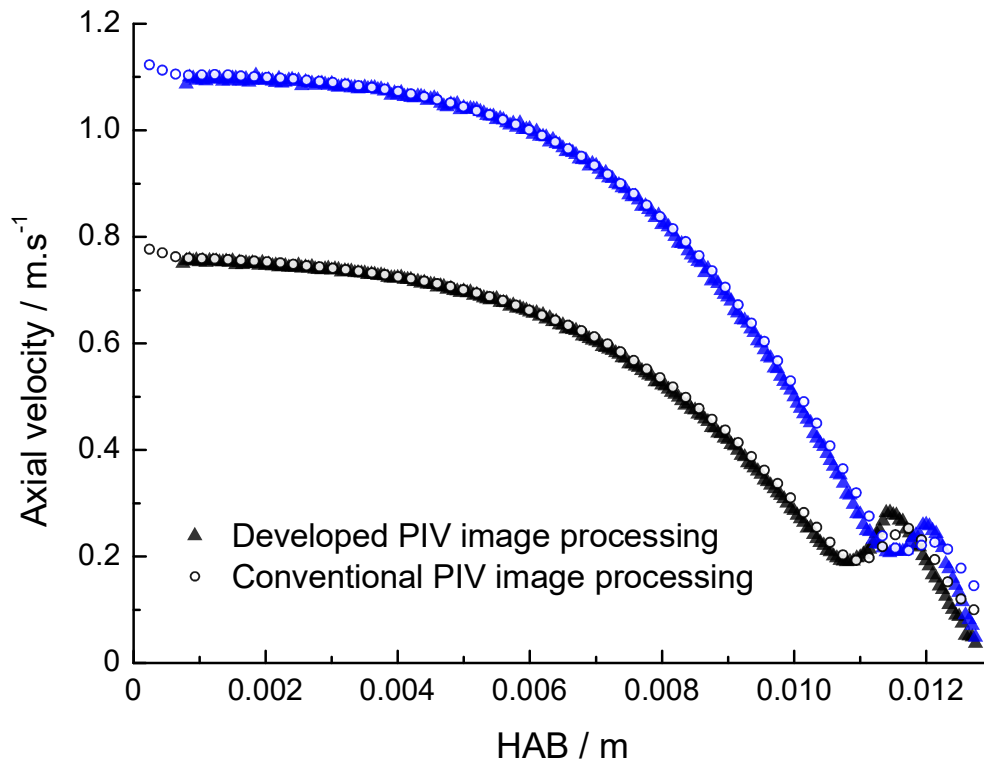 1.2
1.0
0.8
0.6
0.4
0.2
0
Axial velocity / m.s⁻¹
Developed PIV image processing
Conventional PIV image processing
0 0.002 0.004 0.006 0.008 0.010 0.012
HAB / m